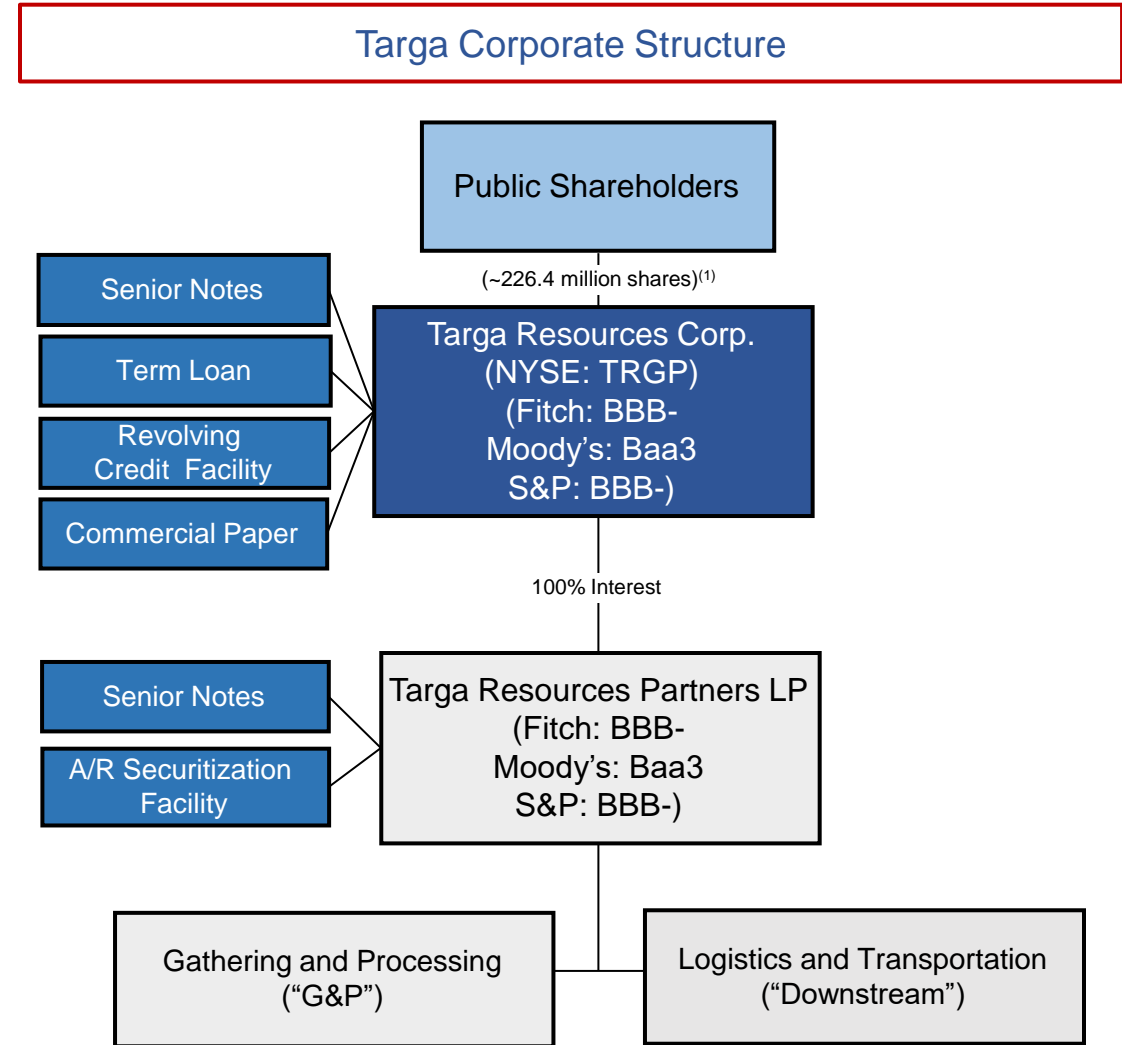 Targa Corporate Structure
Public Shareholders
(~226.4 million shares)(1)
Senior Notes
Term Loan
Revolving
Credit Facility
Commercial Paper
Targa Resources Corp.
(NYSE: TRGP)
(Fitch: BBB-
Moody’s: Baa3
S&P: BBB-)
100% Interest
Senior Notes
A/R Securitization
Facility
Targa Resources Partners LP
(Fitch: BBB-
Moody’s: Baa3
S&P: BBB-)
Gathering and Processing
(“G&P”)
Logistics and Transportation
(“Downstream”)